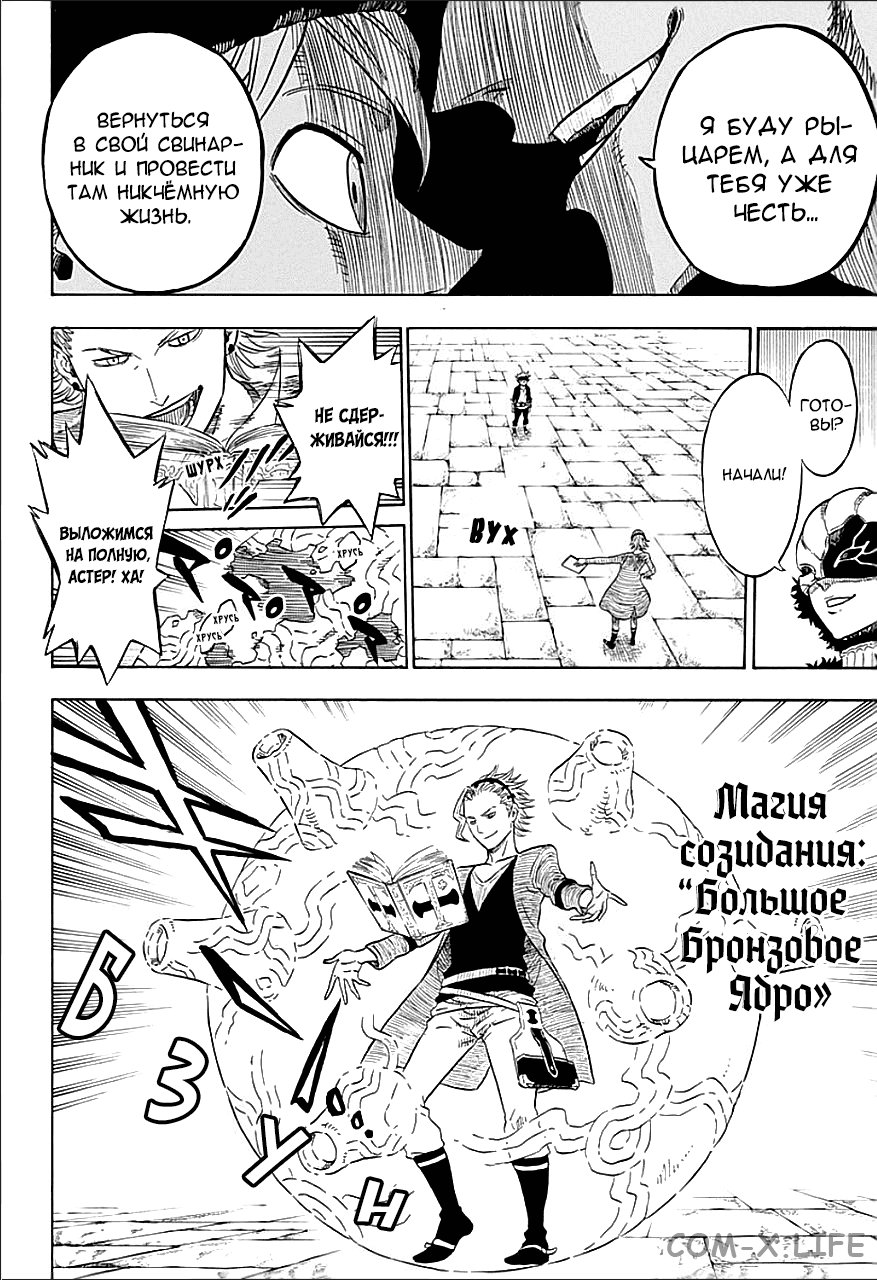 Я БУДУ РЫ-
ЦАРЕМ, А ДЛЯ
ТЕБЯ УЖЕ
ЧЕСТЬ...
ВЕРНУТЬСЯ
В СВОЙ СВИНАР-
НИК И ПРОВЕСТИ
ТАМ НИКЧЁМНУЮ
ЖИЗНЬ.
ГОТО-
ВЫ?
НАЧАЛИ!
ВУХ
НЕ СДЕР-
ЖИВАЙСЯ!!!
ШУРХ
ВЫЛОЖИМСЯ
НА ПОЛНУЮ,
АСТЕР! ХА!
ХРУСЬ
ХРУСЬ
ХРУСЬ
Магия
созидания:
“Большое
Бронзовое
Ядро»
Б
З
У
Н
COM-X.LIFE